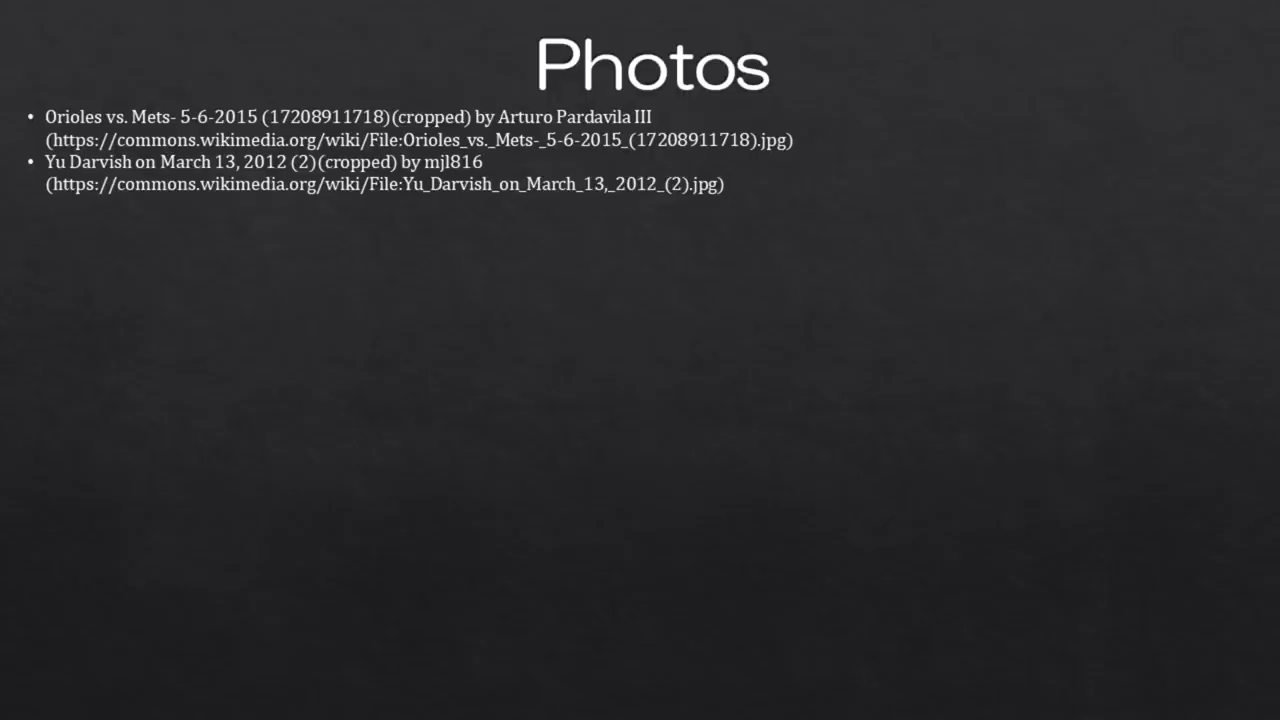 Photos
• Orioles vs. Mets- 5-6-2015 (17208911718)(cropped) by Arturo Pardavila III
(https://commons.wikimedia.org/wiki/File:Orioles_vs._Mets-_5-6-2015_(17208911718).jpg)
• Yu Darvish on March 13, 2012 (2)(cropped) by mjl816
(https://commons.wikimedia.org/wiki/File:Yu_Darvish_on_March_13,_2012_(2).jpg)